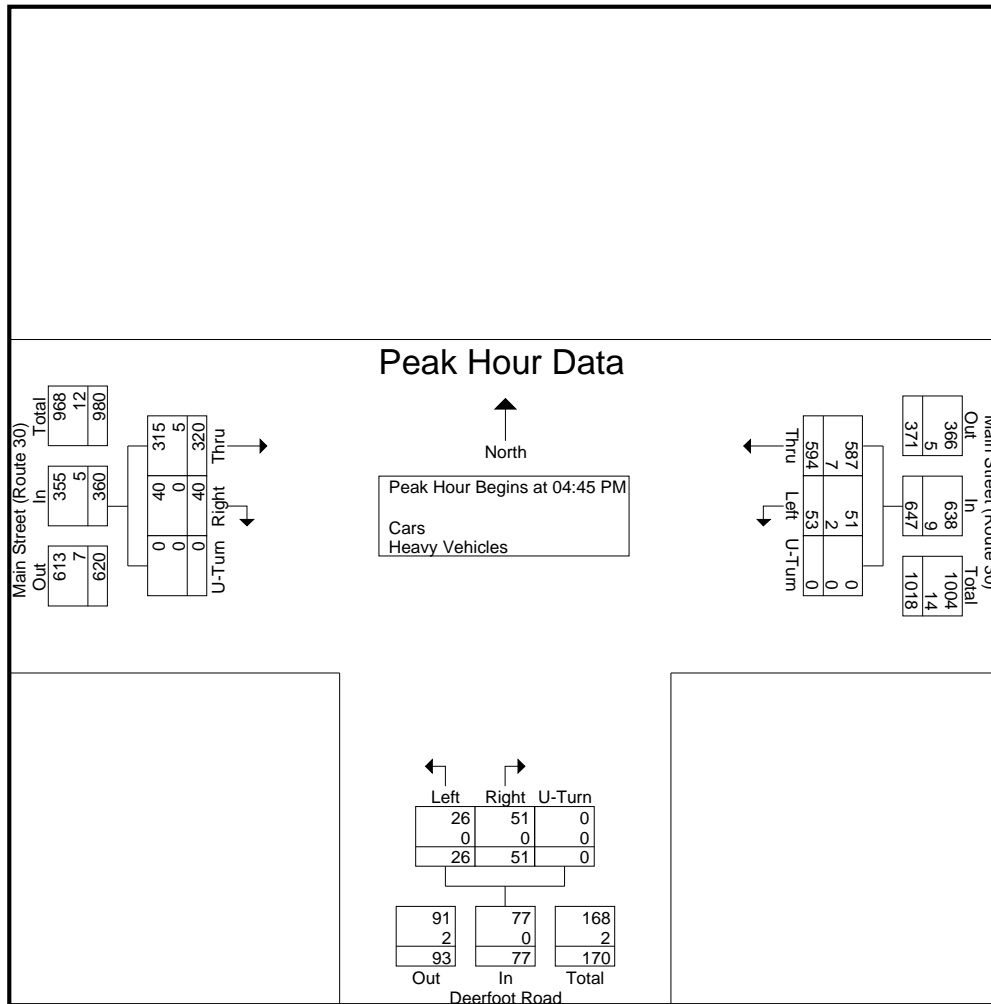 Peak Hour Data
North
Peak Hour Begins at 04:45 PM
Cars
Heavy Vehicles
Main Street (Route 30)
Out In Total
613 355 968
7 5 12
620 360 980
315 40 0
5 0 0
320 40 0
Thru Right U-Turn
Main Street (Route 30)
Out In Total
366 638 1004
5 9 14
371 647 1018
587 51 0
7 2 0
594 53 0
Thru Left U-Turn
Left Right U-Turn
26 51 0
0 0 0
26 51 0
91 77 168
2 0 2
93 77 170
Out In Total
Deerfoot Road